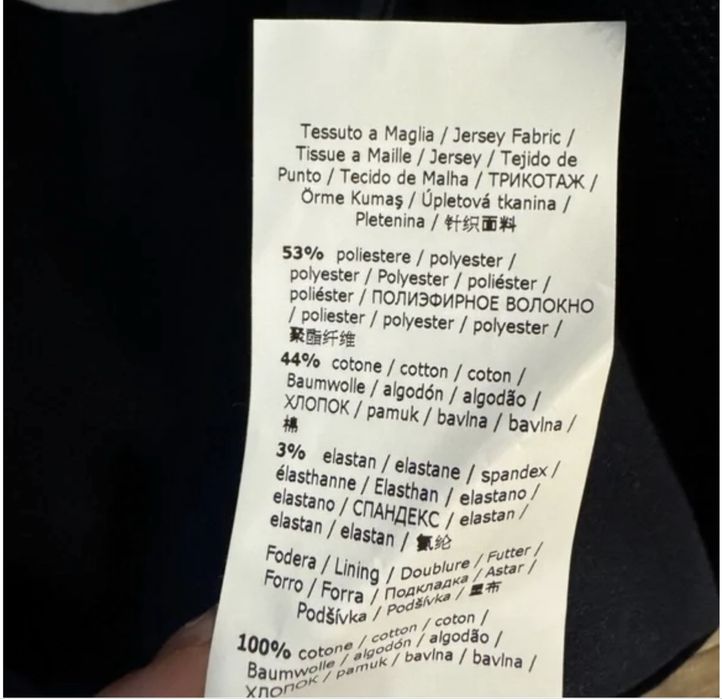 Tessuto a Maglia / Jersey Fabric /
Tissue a Maille / Jersey / Tejido de
Punto / Tecido de Malha / ТРИКОТАЖ /
Örme Kumaş / Úpletová tkanina /
Pletenina / 针织面料
53% poliestere / polyester /
polyester / Polyester / poliéster /
poliéster / ПОЛИЭФИРНОЕ ВОЛОКНО
/ poliester / polyester / polyester /
聚酯纤维
44% cotone / cotton / coton /
Baumwolle / algodón / algodão /
ХЛОПОК / pamuk / bavlna / bavlna /
棉
3% elastan / elastane / spandex /
élasthanne / Elasthan / elastano /
elastano / СПАНДЕКС / elastan /
elastan / elastan / 氨纶
Fodera / Lining / Doublure / Futter /
Forro / Forra / Подкладка / Astar /
Podšívka / Podšívka / 里布
100% cotone / cotton / coton /
Baumwolle / algodón / algodão /
ХЛОПОК / pamuk / bavlna / bavlna /